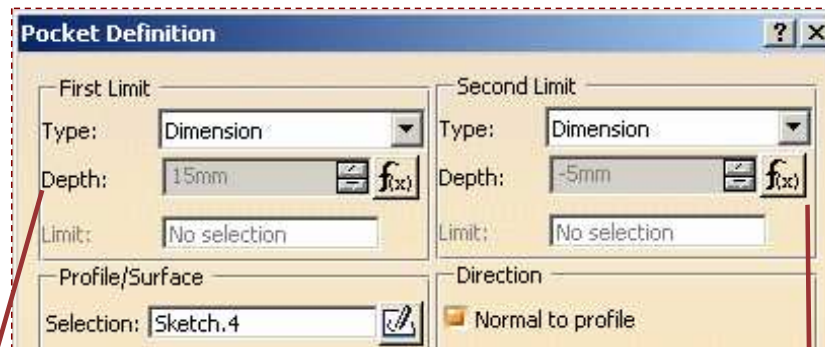 Pocket Definition
First Limit
Type: Dimension
Depth: 15mm f(x)
Limit: No selection
Second Limit
Type: Dimension
Depth: -5mm f(x)
Limit: No selection
Profile/Surface
Selection: Sketch.4
Direction
Normal to profile